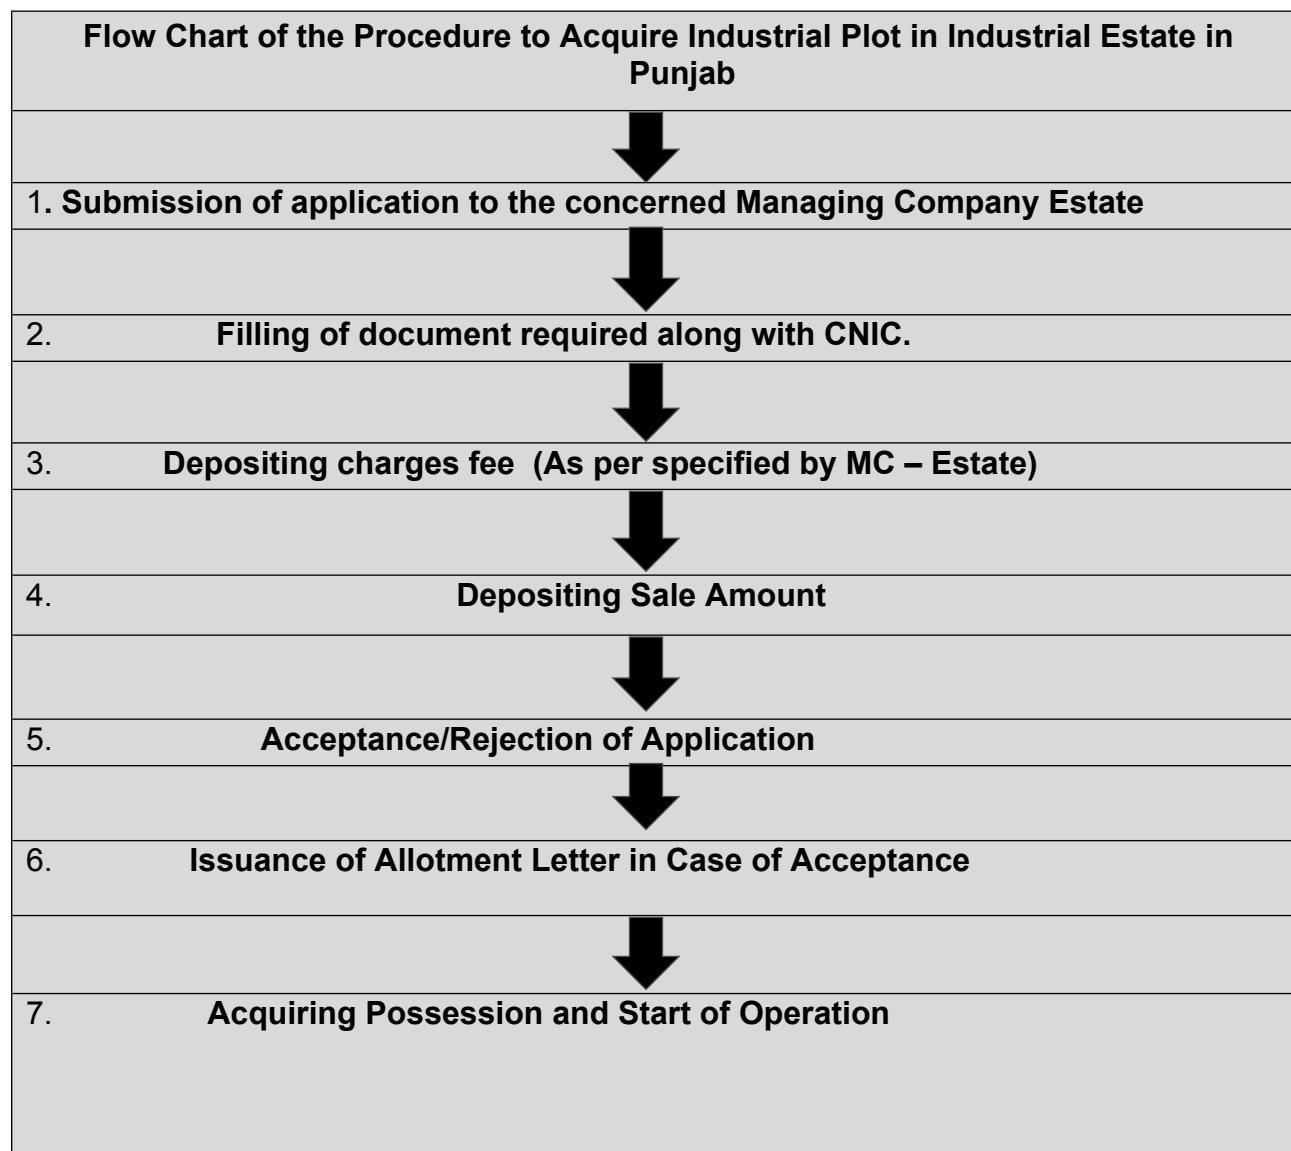 Flow Chart of the Procedure to Acquire Industrial Plot in Industrial Estate in
Punjab
1. Submission of application to the concerned Managing Company Estate
2. Filling of document required along with CNIC.
3. Depositing charges fee (As per specified by MC – Estate)
4. Depositing Sale Amount
5. Acceptance/Rejection of Application
6. Issuance of Allotment Letter in Case of Acceptance
7. Acquiring Possession and Start of Operation